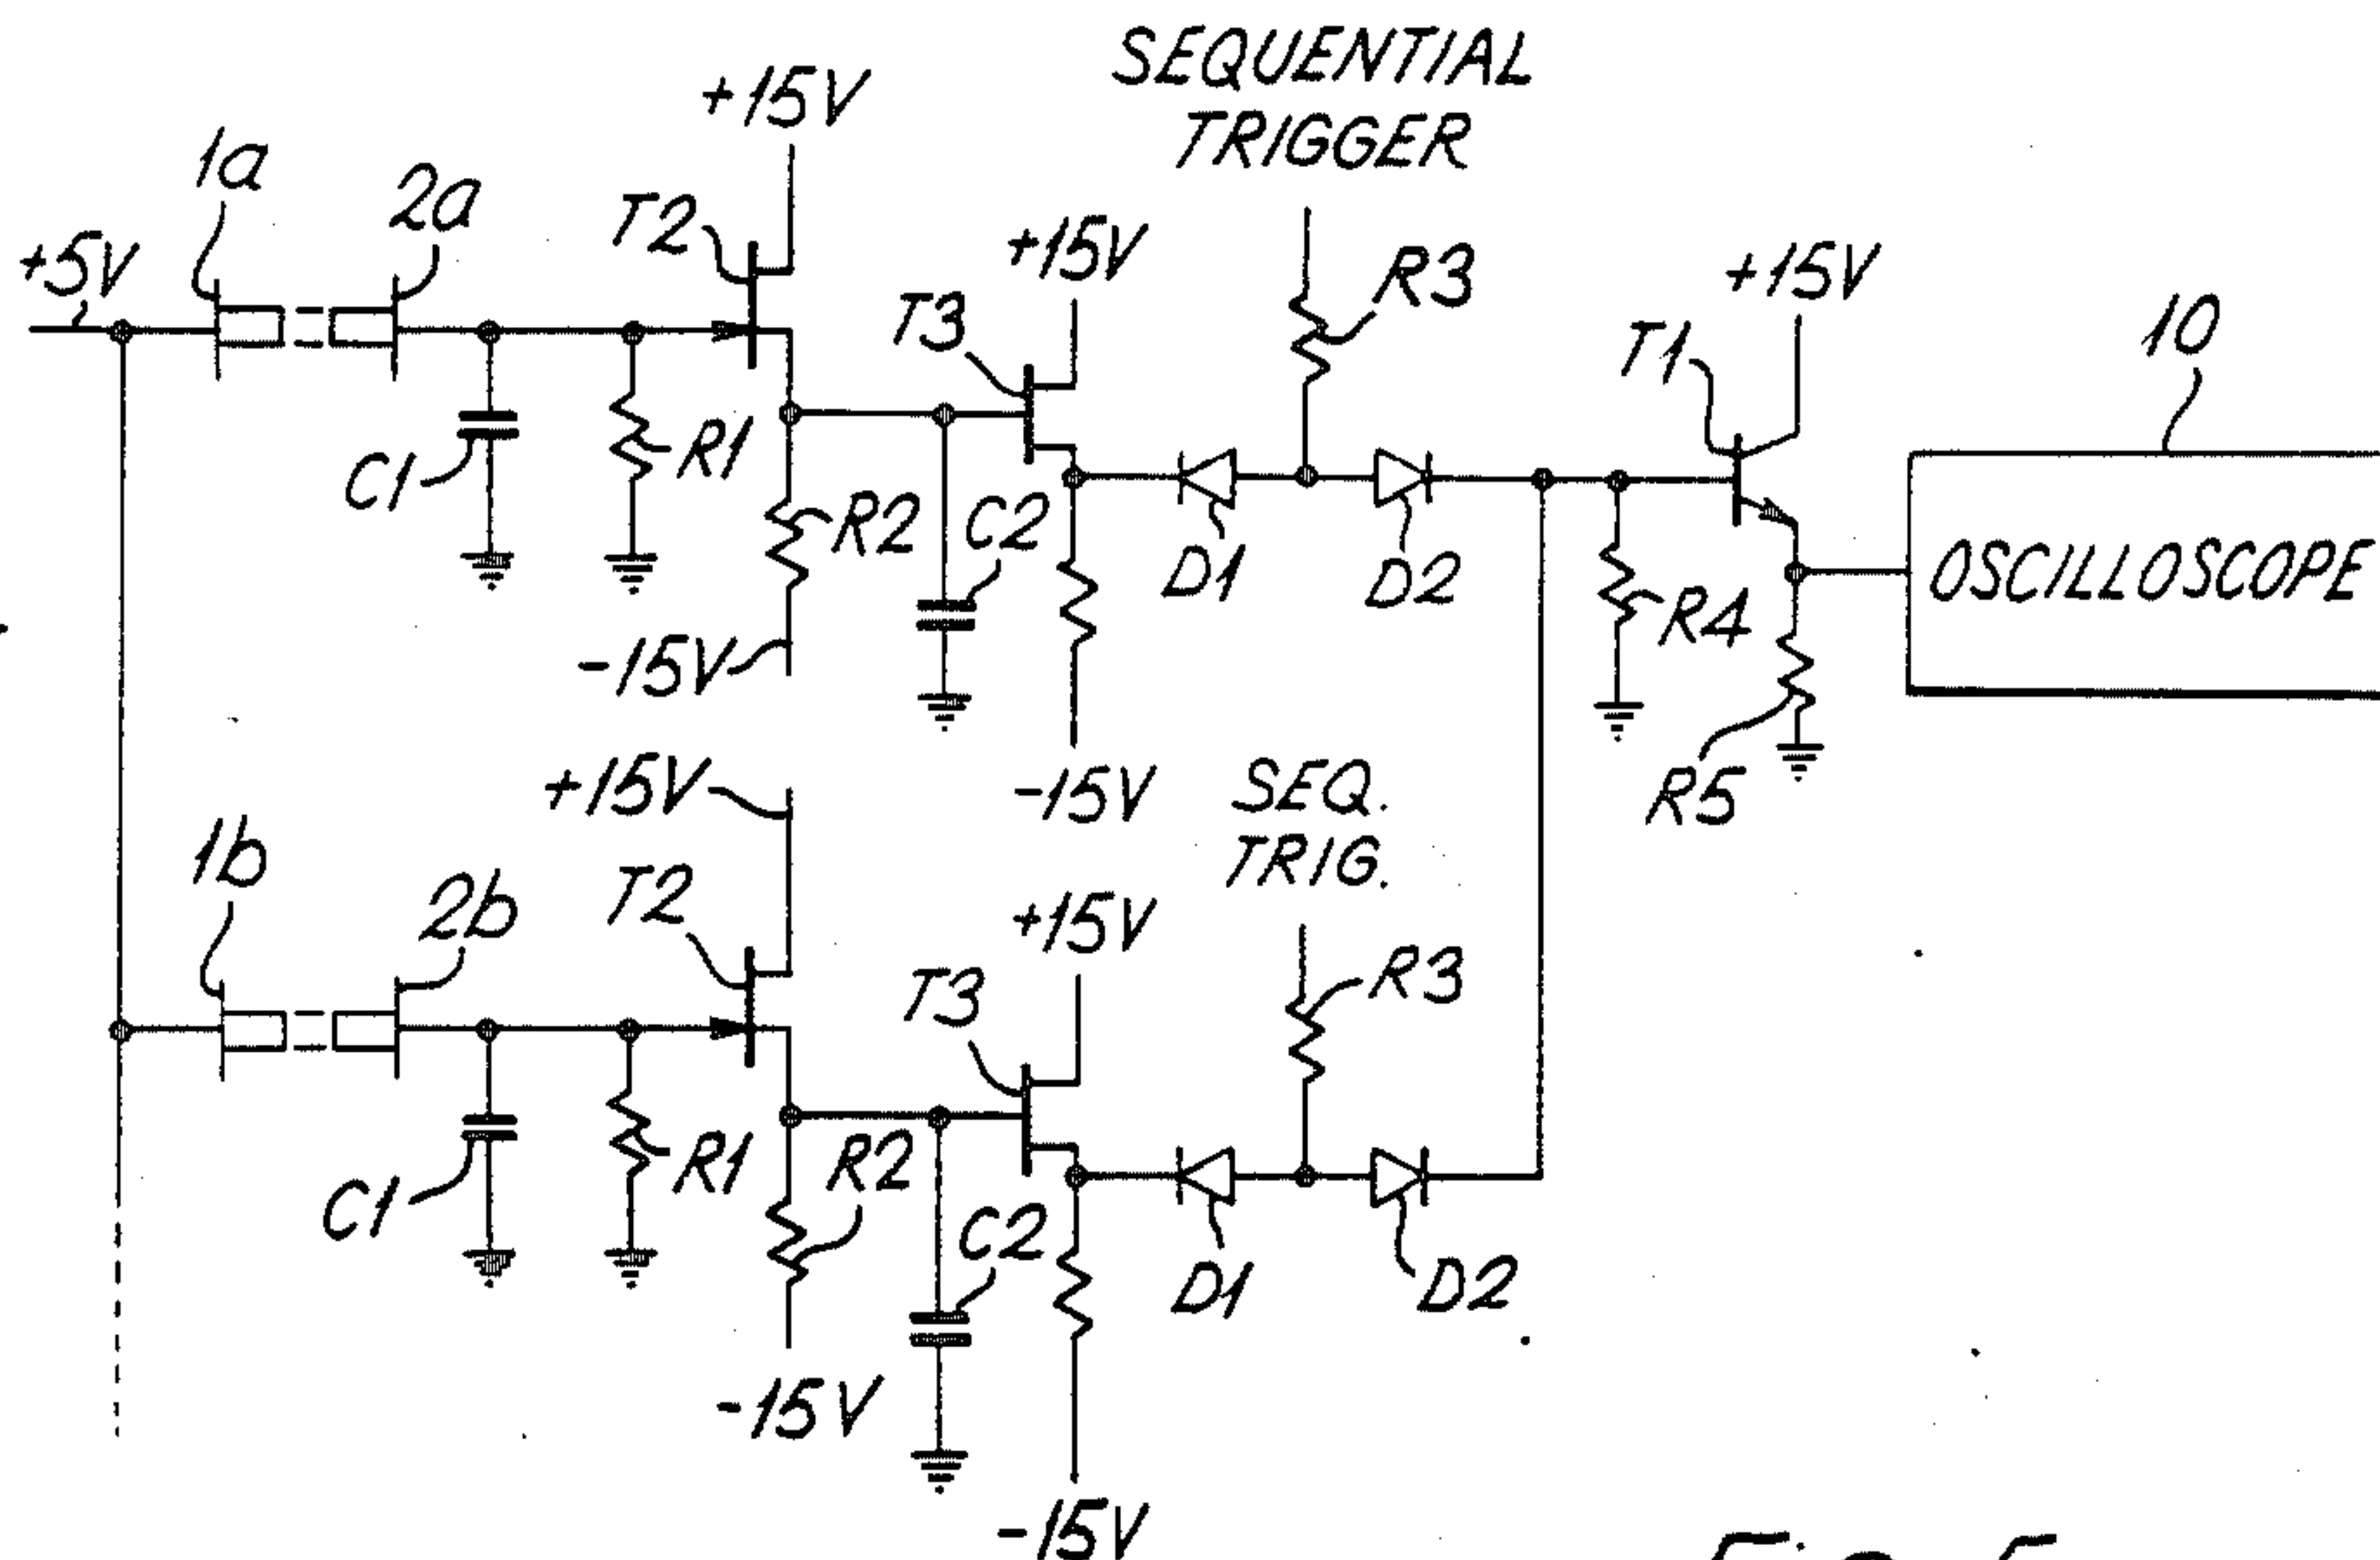 SEQUENTIAL
TRIGGER
+15V
1a
2a
T2
+5V
+15V
R3
T3
+15V
T1
10
C1
R1
R2
C2
D1
D2
R4
OSCILLOSCOPE
-15V
+15V
-15V
SEQ.
TRIG.
R5
1b
2b
T2
+15V
T3
R3
C1
R1
R2
C2
D1
D2
-15V
-15V